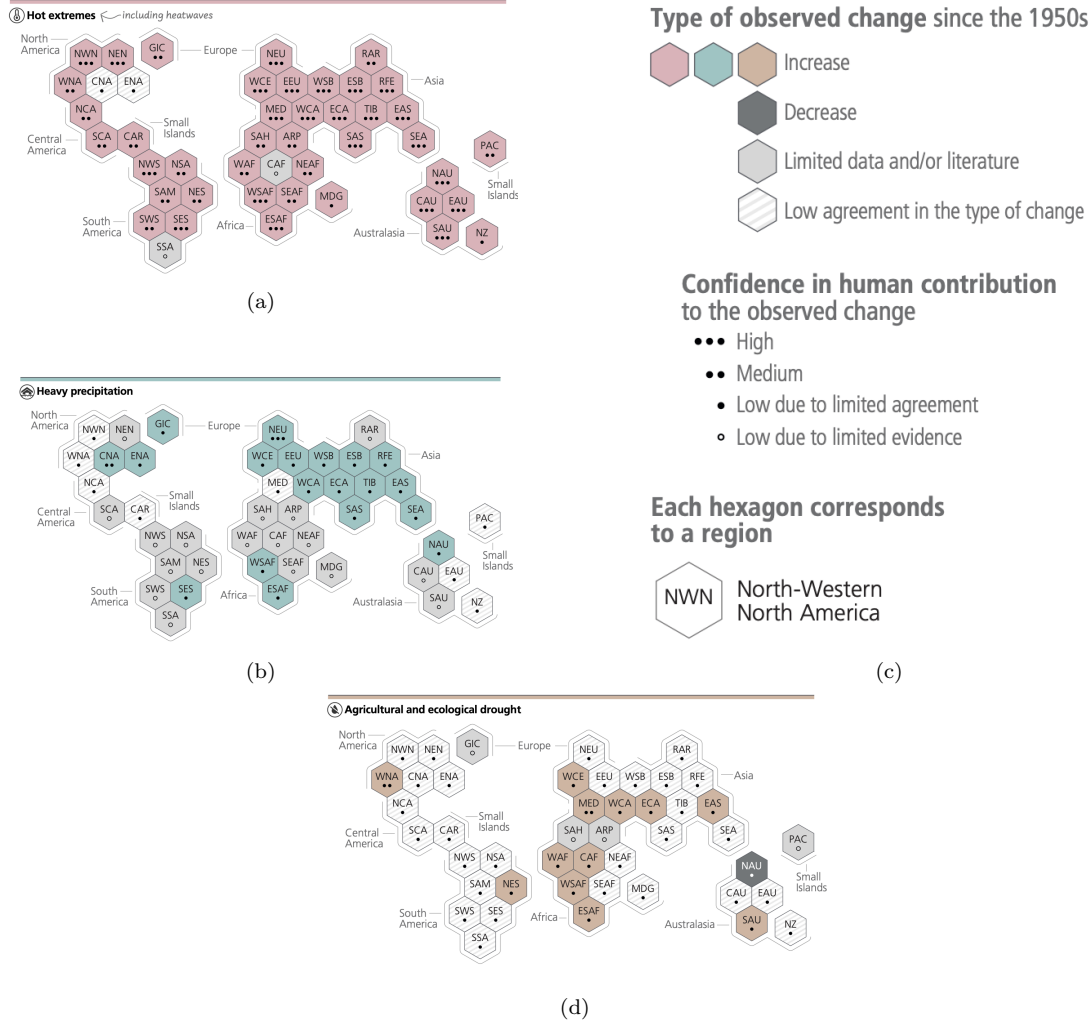 Hot extremes including heatwaves
North America
NWN NEN GIC Europe NEU RAR
WNA CNA ENA WCE EEU WSB ESB RFE Asia
NCA MED WCA ECA TIB EAS
Central America
SCA CAR Small Islands SAH ARP SAS SEA PAC
NWS NSA WAF CAF NEAF NAU Small Islands
SAM NES WSAF SEAF MDG CAU EAU
South America
SWS SES Africa ESAF Australasia SAU NZ
SSA
(a)
Type of observed change since the 1950s
Increase
Decrease
Limited data and/or literature
Low agreement in the type of change
Confidence in human contribution
to the observed change
High
Medium
Low due to limited agreement
Low due to limited evidence
Each hexagon corresponds
to a region
NWN North-Western
North America
(c)
Heavy precipitation
North America
NWN NEN GIC Europe NEU RAR
WNA CNA ENA WCE EEU WSB ESB RFE Asia
NCA MED WCA ECA TIB EAS
Central America
SCA CAR Small Islands SAH ARP SAS SEA PAC
NWS NSA WAF CAF NEAF NAU Small Islands
SAM NES WSAF SEAF MDG CAU EAU
South America
SWS SES Africa ESAF Australasia SAU NZ
SSA
(b)
Agricultural and ecological drought
North America
NWN NEN GIC Europe NEU RAR
WNA CNA ENA WCE EEU WSB ESB RFE Asia
NCA MED WCA ECA TIB EAS
Central America
SCA CAR Small Islands SAH ARP SAS SEA PAC
NWS NSA WAF CAF NEAF NAU Small Islands
SAM NES WSAF SEAF MDG CAU EAU
South America
SWS SES Africa ESAF Australasia SAU NZ
SSA
(d)